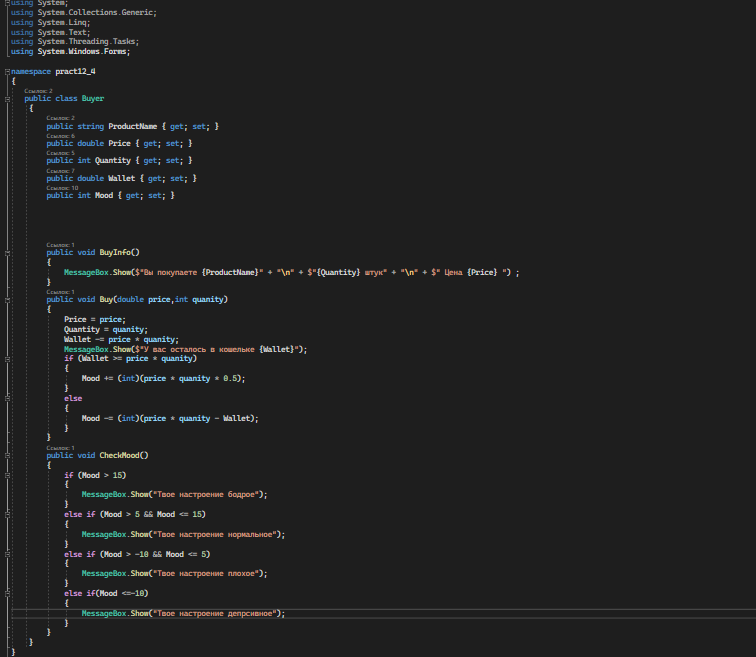 using System;
using System.Collections.Generic;
using System.Linq;
using System.Text;
using System.Threading.Tasks;
using System.Windows.Forms;
namespace pract12_4
{
Ссылок: 2
public class Buyer
{
Ссылок: 2
public string ProductName { get; set; }
Ссылок: 6
public double Price { get; set; }
Ссылок: 5
public int Quantity { get; set; }
Ссылок: 7
public double Wallet { get; set; }
Ссылок: 10
public int Mood { get; set; }
Ссылок: 1
public void BuyInfo()
{
MessageBox.Show($"Вы покупаете {ProductName}" + "\n" + $"{Quantity} штук" + "\n" + $" Цена {Price} ") ;
}
Ссылок: 1
public void Buy(double price,int quanity)
{
Price = price;
Quantity = quanity;
Wallet -= price * quanity;
MessageBox.Show($"У вас осталось в кошельке {Wallet}");
if (Wallet >= price * quanity)
{
Mood += (int)(price * quanity * 0.5);
}
else
{
Mood -= (int)(price * quanity - Wallet);
}
}
Ссылок: 1
public void CheckMood()
{
if (Mood > 15)
{
MessageBox.Show("Твое настроение бодрое");
}
else if (Mood > 5 && Mood <= 15)
{
MessageBox.Show("Твое настроение нормальное");
}
else if (Mood > -10 && Mood <= 5)
{
MessageBox.Show("Твое настроение плохое");
}
else if(Mood <=-10)
{
MessageBox.Show("Твое настроение депрсивное");
}
}
}
}